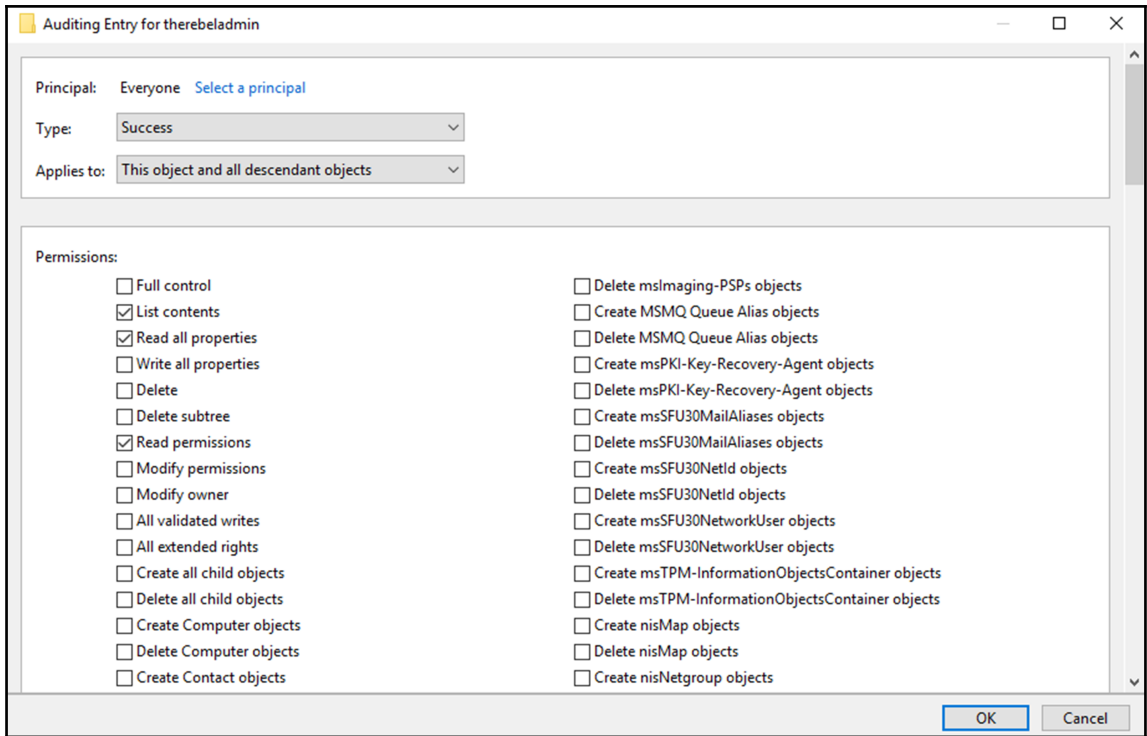 Auditing Entry for therebeladmin
Principal: Everyone Select a principal
Type: Success
Applies to: This object and all descendant objects
Permissions:
Full control
List contents
Read all properties
Write all properties
Delete
Delete subtree
Read permissions
Modify permissions
Modify owner
All validated writes
All extended rights
Create all child objects
Delete all child objects
Create Computer objects
Delete Computer objects
Create Contact objects
Delete msImaging-PSPs objects
Create MSMQ Queue Alias objects
Delete MSMQ Queue Alias objects
Create msPKI-Key-Recovery-Agent objects
Delete msPKI-Key-Recovery-Agent objects
Create msSFU30MailAliases objects
Delete msSFU30MailAliases objects
Create msSFU30NetId objects
Delete msSFU30NetId objects
Create msSFU30NetworkUser objects
Delete msSFU30NetworkUser objects
Create msTPM-InformationObjectsContainer objects
Delete msTPM-InformationObjectsContainer objects
Create nisMap objects
Delete nisMap objects
Create nisNetgroup objects
OK Cancel